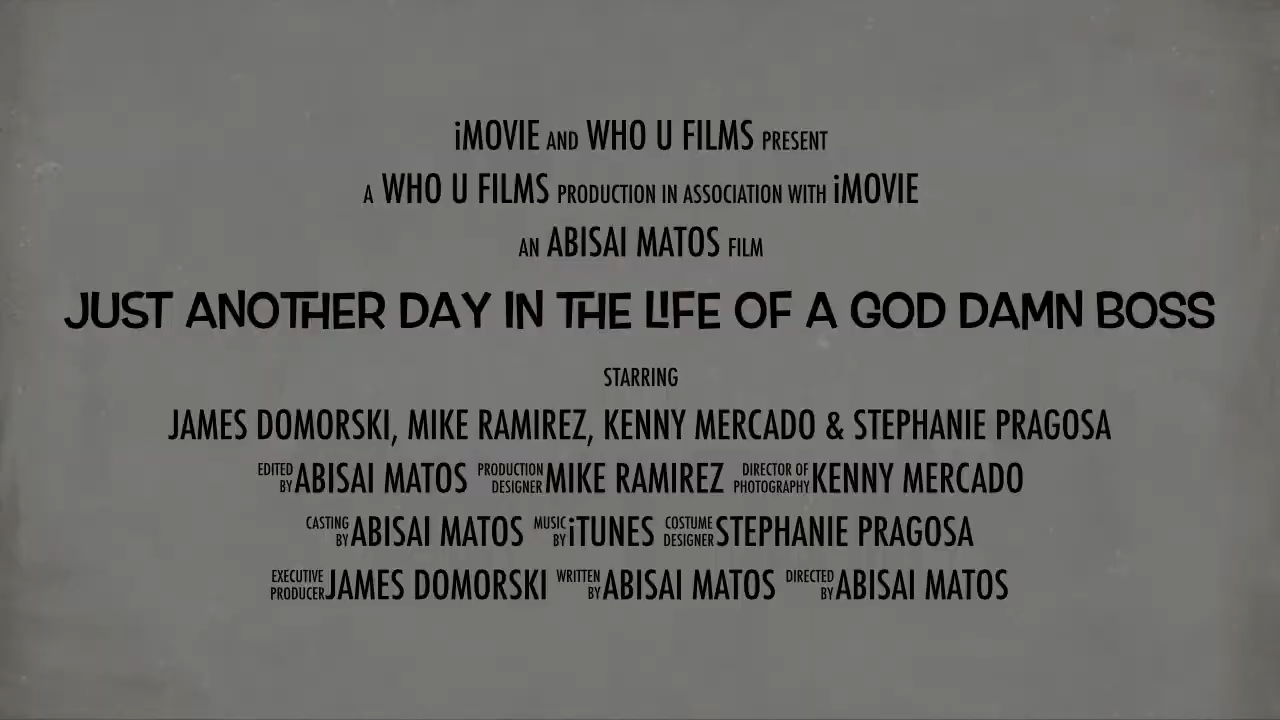 iMOVIE AND WHO U FILMS PRESENT
A WHO U FILMS PRODUCTION IN ASSOCIATION WITH iMOVIE
AN ABISAI MATOS FILM
JUST ANOTHER DAY IN THE LIFE OF A GOD DAMN BOSS
STARRING
JAMES DOMORSKI, MIKE RAMIREZ, KENNY MERCADO & STEPHANIE PRAGOSA
EDITED BY ABISAI MATOS PRODUCTION DESIGNER MIKE RAMIREZ DIRECTOR OF PHOTOGRAPHY KENNY MERCADO
CASTING BY ABISAI MATOS MUSIC BY iTUNES COSTUME DESIGNER STEPHANIE PRAGOSA
EXECUTIVE PRODUCER JAMES DOMORSKI WRITTEN BY ABISAI MATOS DIRECTED BY ABISAI MATOS